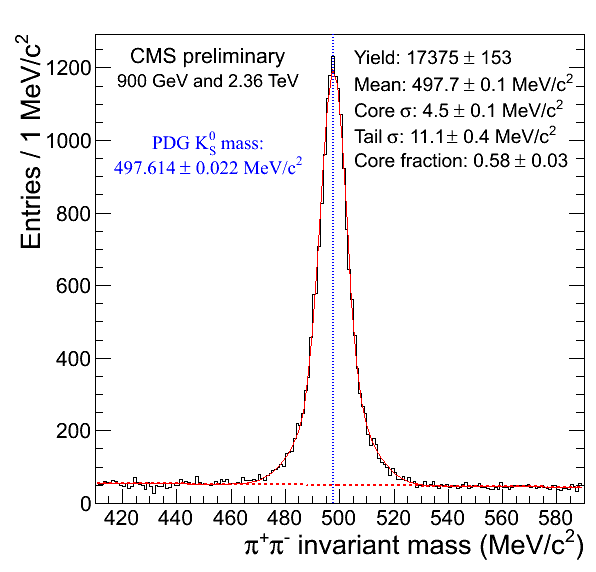 CMS preliminary
900 GeV and 2.36 TeV
PDG K⁰S mass:
497.614 ± 0.022 MeV/c²
Yield: 17375 ± 153
Mean: 497.7 ± 0.1 MeV/c²
Core σ: 4.5 ± 0.1 MeV/c²
Tail σ: 11.1 ± 0.4 MeV/c²
Core fraction: 0.58 ± 0.03
Entries / 1 MeV/c²
1200
1000
800
600
400
200
0
420 440 460 480 500 520 540 560 580
π⁺π⁻ invariant mass (MeV/c²)